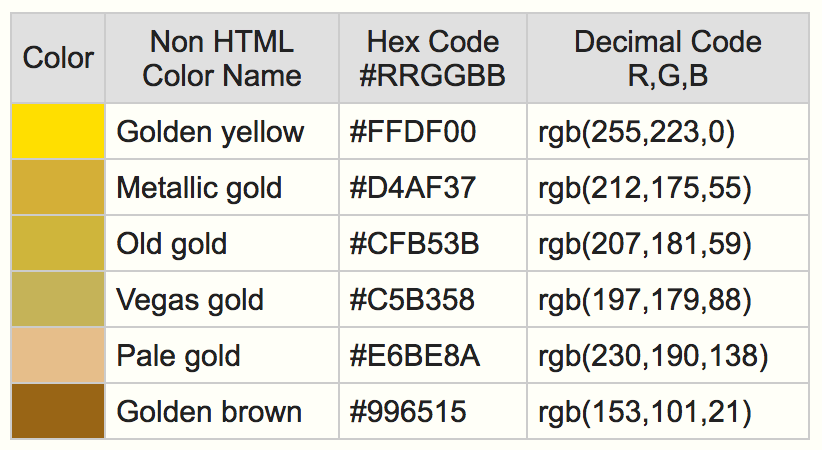 Color Non HTML Color Name Hex Code #RRGGBB Decimal Code R,G,B
Golden yellow #FFDF00 rgb(255,223,0)
Metallic gold #D4AF37 rgb(212,175,55)
Old gold #CFB53B rgb(207,181,59)
Vegas gold #C5B358 rgb(197,179,88)
Pale gold #E6BE8A rgb(230,190,138)
Golden brown #996515 rgb(153,101,21)